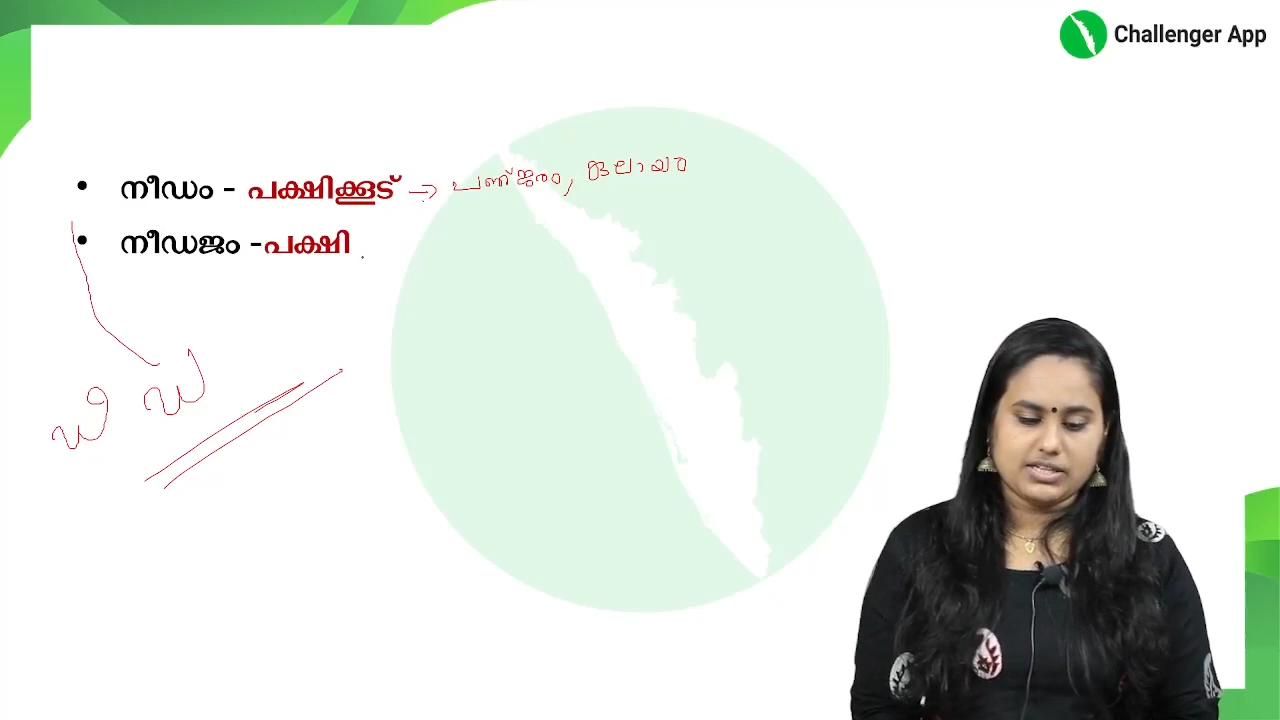 Challenger App
• നീഡം - പക്ഷിക്കൂട് → പഞ്ജരം, കുലായം
• നീഡജം -പക്ഷി
ഡ